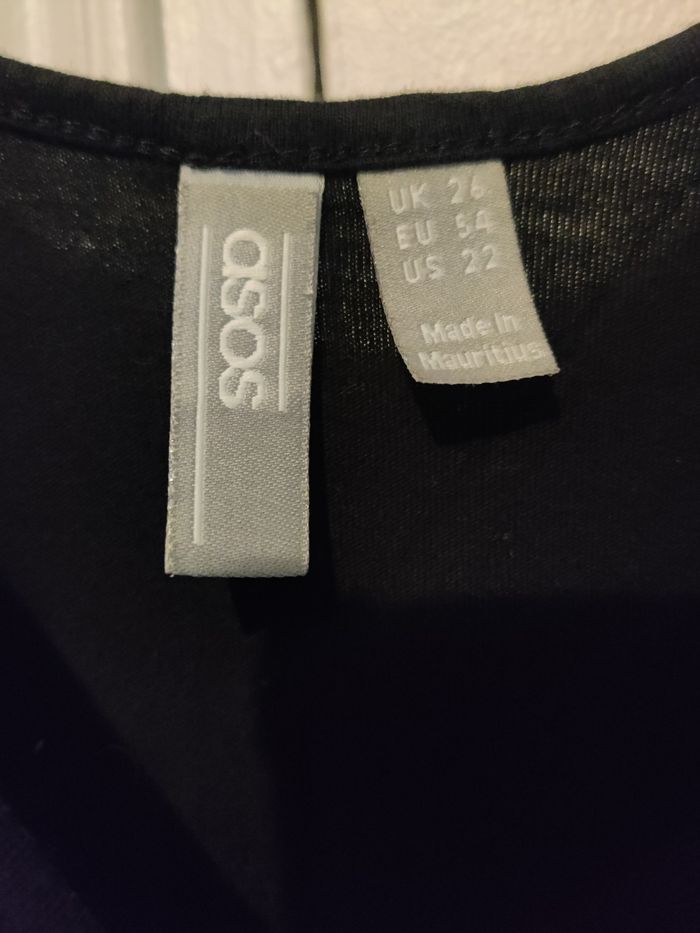 asos
UK 26
EU 54
US 22
Made in
Mauritius